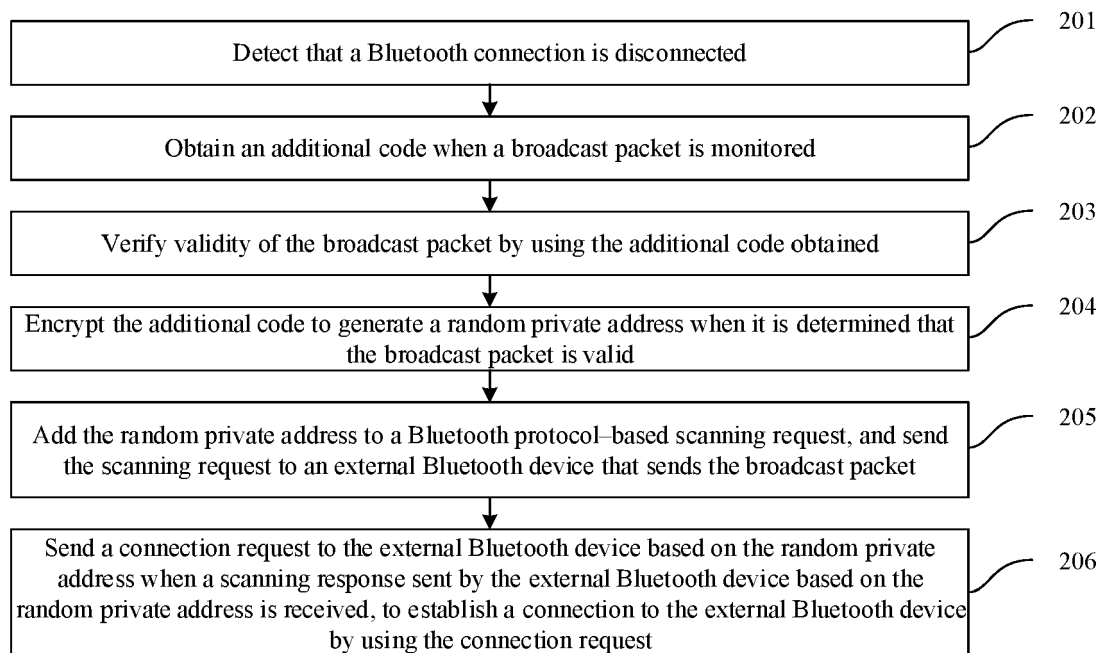 201
Detect that a Bluetooth connection is disconnected
202
Obtain an additional code when a broadcast packet is monitored
203
Verify validity of the broadcast packet by using the additional code obtained
204
Encrypt the additional code to generate a random private address when it is determined that
the broadcast packet is valid
205
Add the random private address to a Bluetooth protocol–based scanning request, and send
the scanning request to an external Bluetooth device that sends the broadcast packet
Send a connection request to the external Bluetooth device based on the random private
206
address when a scanning response sent by the external Bluetooth device based on the
random private address is received, to establish a connection to the external Bluetooth device
by using the connection request